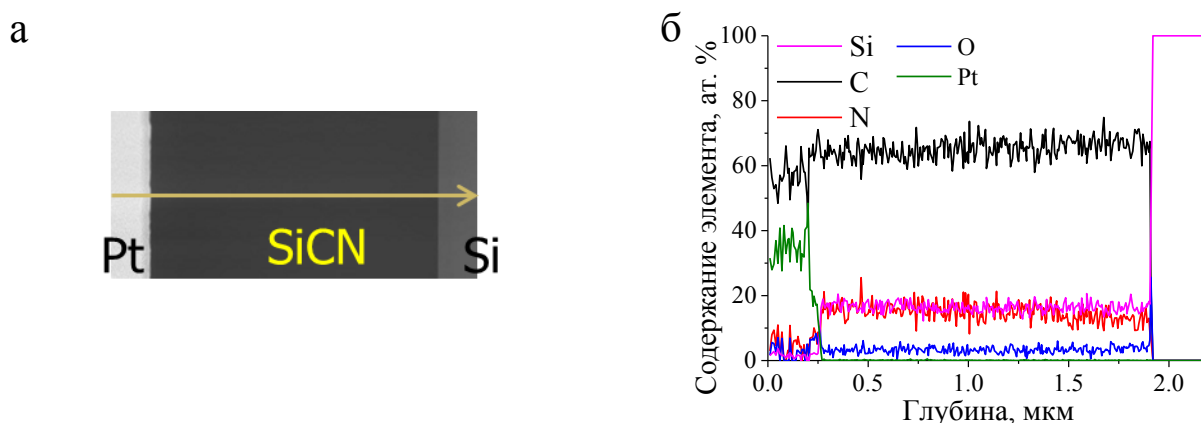 а
Pt
SiCN
Si
б
Содержание элемента, ат. %
100
80
60
40
20
0
Si
C
N
O
Pt
0.0 0.5 1.0 1.5 2.0
Глубина, мкм